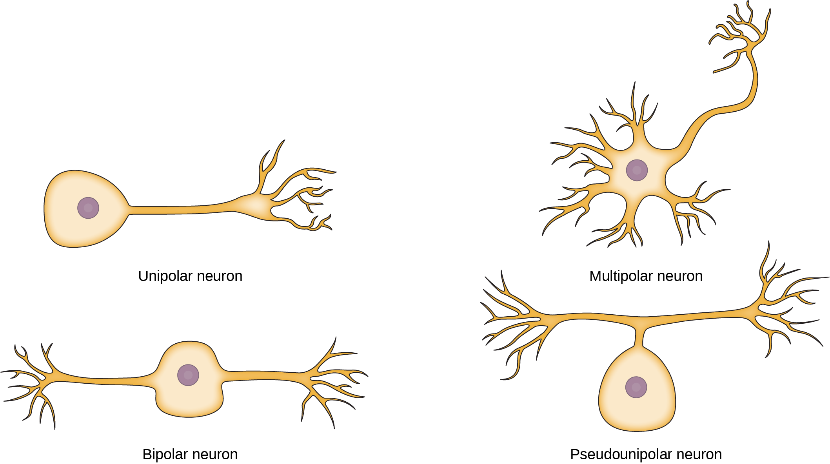 Unipolar neuron
Multipolar neuron
Bipolar neuron
Pseudounipolar neuron